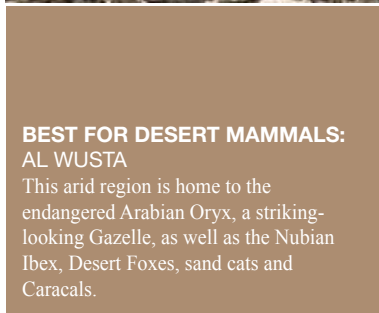 BEST FOR DESERT MAMMALS:
AL WUSTA
This arid region is home to the
endangered Arabian Oryx, a striking-
looking Gazelle, as well as the Nubian
Ibex, Desert Foxes, sand cats and
Caracals.